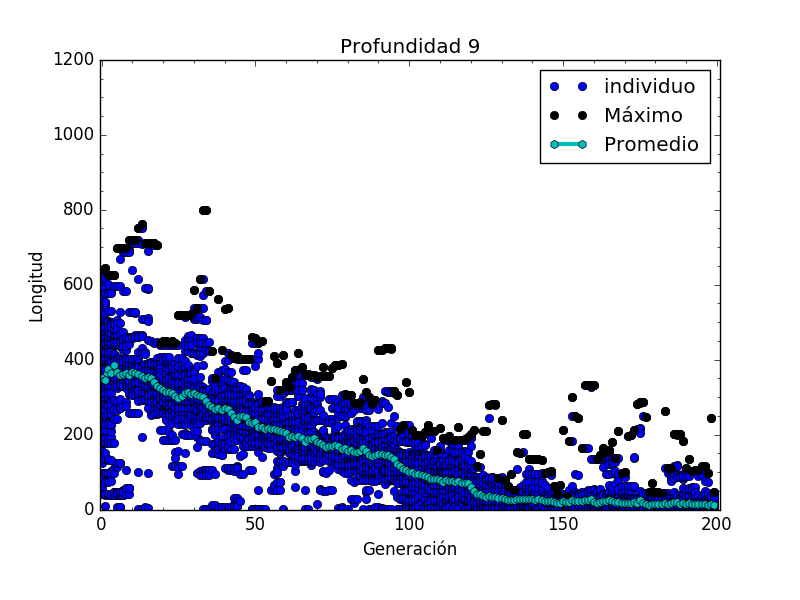 Profundidad 9
1200
1000
800
600
400
200
0
Longitud
individuo
Máximo
Promedio
0 50 100 150 200
Generación